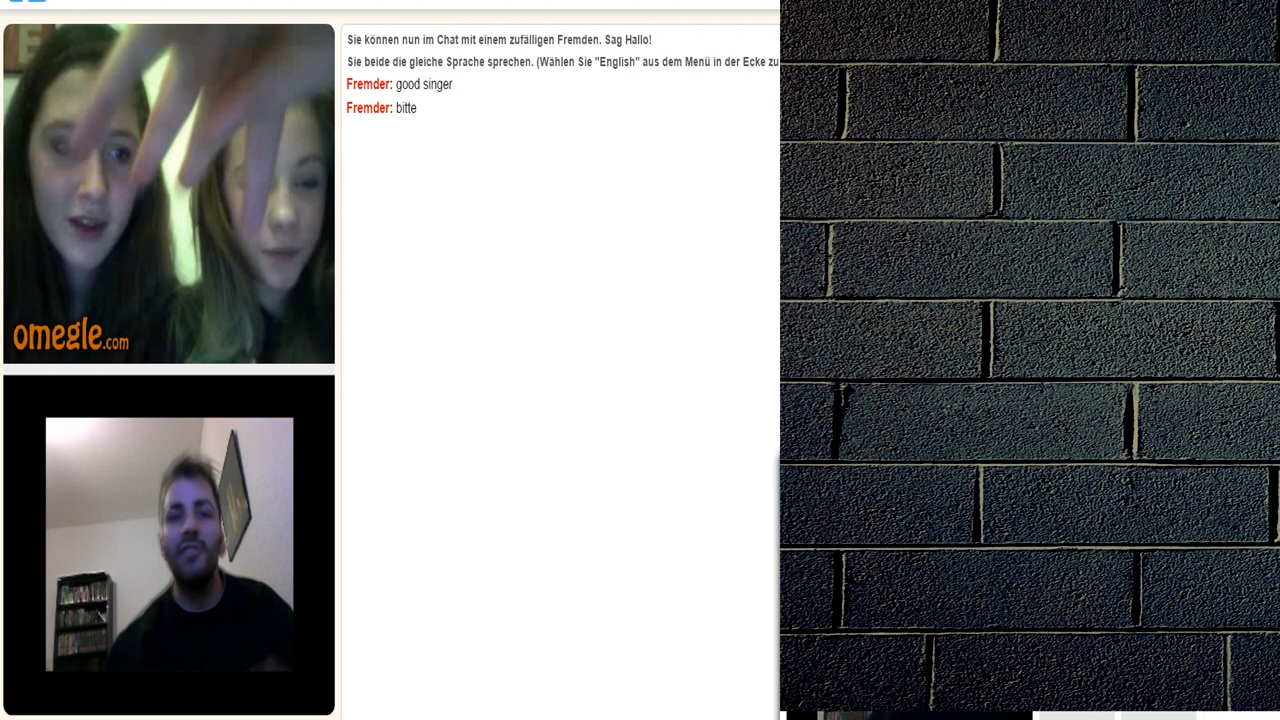 Sie können nun im Chat mit einem zufälligen Fremden. Sag Hallo!
Sie beide die gleiche Sprache sprechen. (Wählen Sie "English" aus dem Menü in der Ecke zu
Fremder: good singer
Fremder: bitte
omegle.com